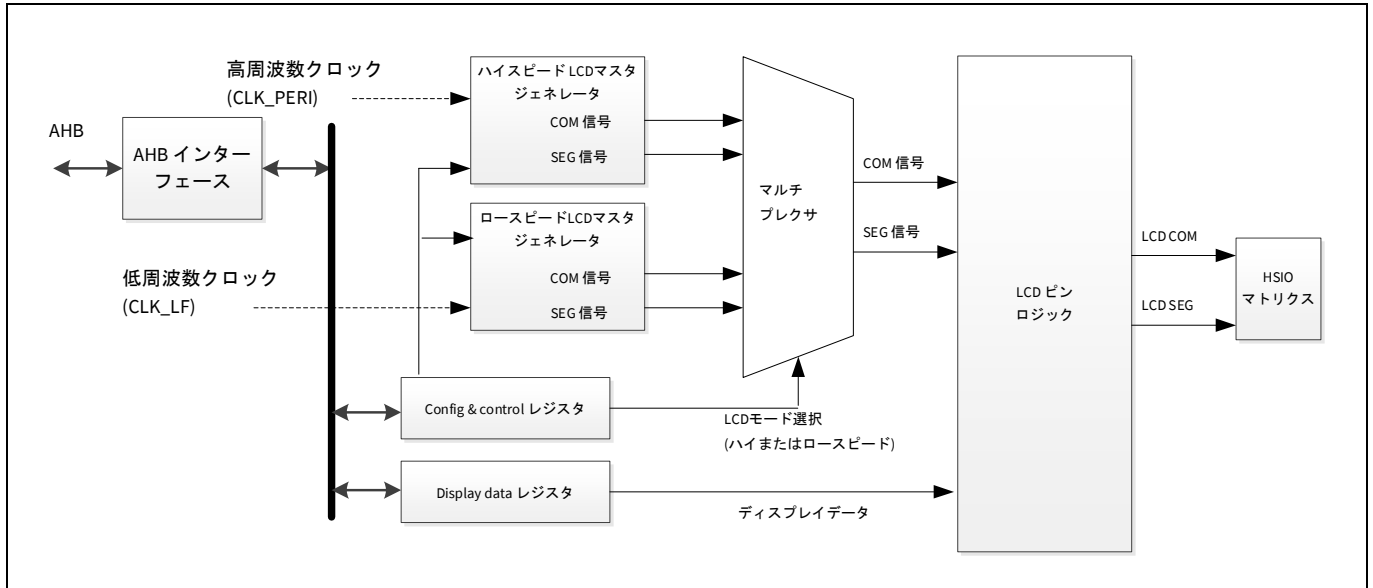 高周波数クロック
(CLK_PERI)
AHB
AHB インター
フェース
ハイスピード LCDマスタ
ジェネレータ
COM 信号
SEG 信号
ロースピードLCDマスタ
ジェネレータ
COM 信号
SEG 信号
低周波数クロック
(CLK_LF)
マルチ
プレクサ
COM 信号
SEG 信号
LCD ピン
ロジック
LCD COM
LCD SEG
HSIO
マトリクス
Config & control レジスタ
LCDモード選択
(ハイまたはロースピード)
Display data レジスタ
ディスプレイデータ